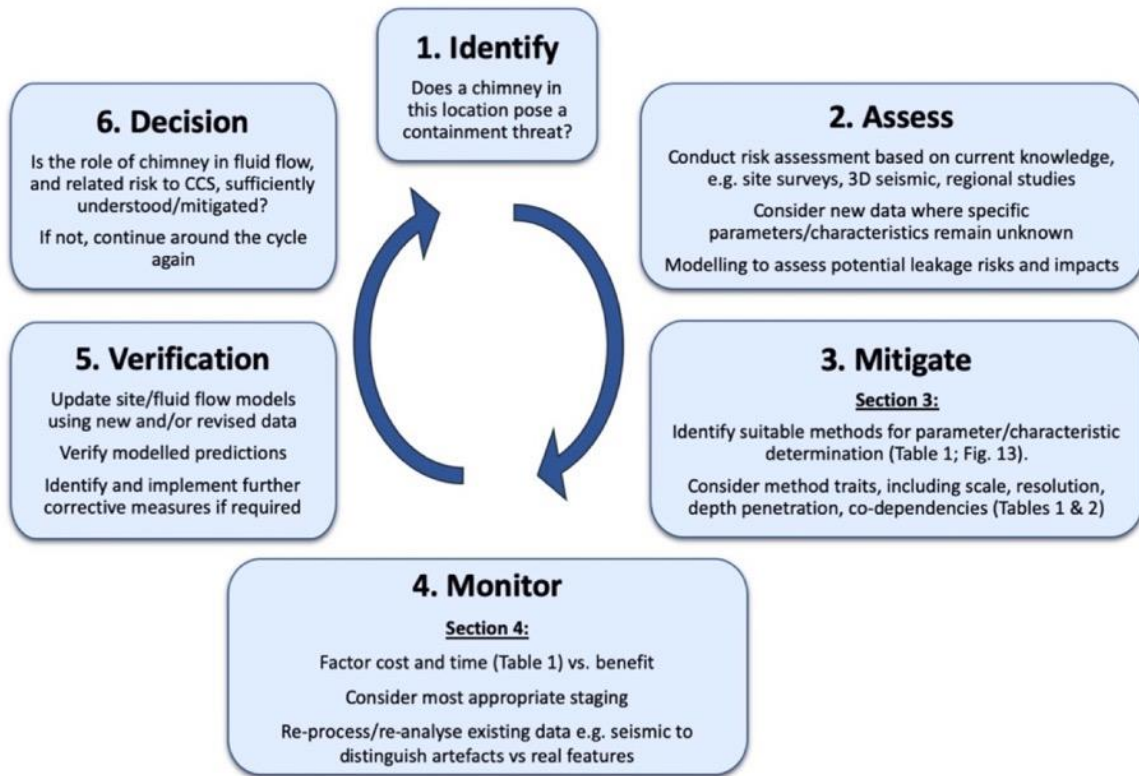 1. Identify
Does a chimney in
this location pose a
containment threat?
2. Assess
Conduct risk assessment based on current knowledge,
e.g. site surveys, 3D seismic, regional studies
Consider new data where specific
parameters/characteristics remain unknown
Modelling to assess potential leakage risks and impacts
3. Mitigate
Section 3:
Identify suitable methods for parameter/characteristic
determination (Table 1; Fig. 13).
Consider method traits, including scale, resolution,
depth penetration, co-dependencies (Tables 1 & 2)
4. Monitor
Section 4:
Factor cost and time (Table 1) vs. benefit
Consider most appropriate staging
Re-process/re-analyse existing data e.g. seismic to
distinguish artefacts vs real features
5. Verification
Update site/fluid flow models
using new and/or revised data
Verify modelled predictions
Identify and implement further
corrective measures if required
6. Decision
Is the role of chimney in fluid flow,
and related risk to CCS, sufficiently
understood/mitigated?
If not, continue around the cycle
again